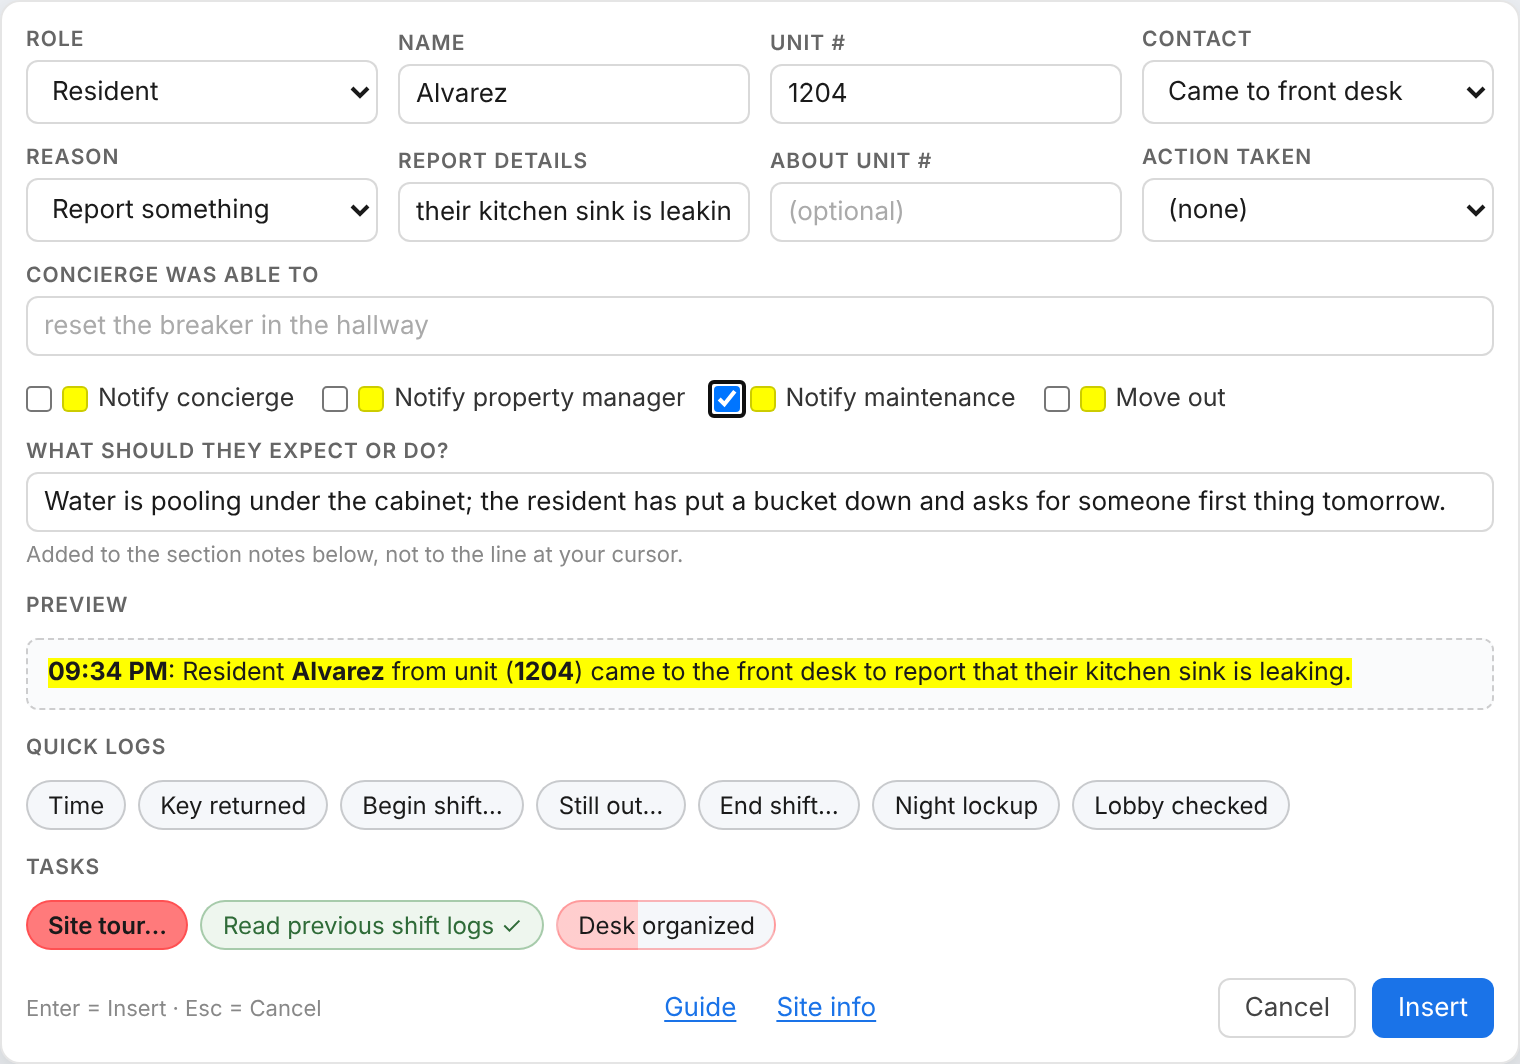 ROLE NAME UNIT # CONTACT
Resident Alvarez 1204 Came to front desk
REASON REPORT DETAILS ABOUT UNIT # ACTION TAKEN
Report something their kitchen sink is leakin (optional) (none)
CONCIERGE WAS ABLE TO
reset the breaker in the hallway
Notify concierge Notify property manager Notify maintenance Move out
WHAT SHOULD THEY EXPECT OR DO?
Water is pooling under the cabinet; the resident has put a bucket down and asks for someone first thing tomorrow.
Added to the section notes below, not to the line at your cursor.
PREVIEW
09:34 PM: Resident Alvarez from unit (1204) came to the front desk to report that their kitchen sink is leaking.
QUICK LOGS
Time Key returned Begin shift... Still out... End shift... Night lockup Lobby checked
TASKS
Site tour... Read previous shift logs ✓ Desk organized
Enter = Insert · Esc = Cancel Guide Site info Cancel Insert